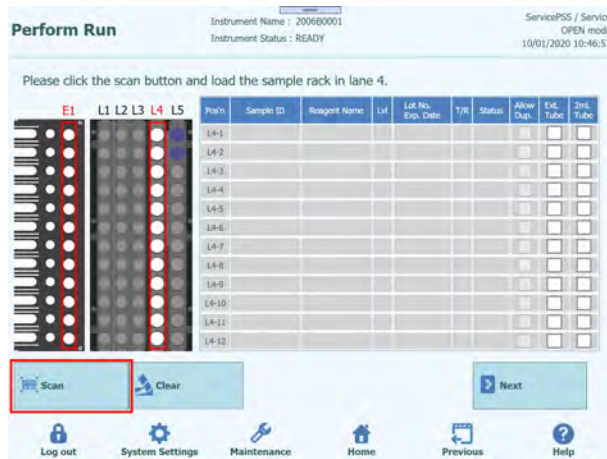 Perform Run
Instrument Name : 200680001
Instrument Status : READY
ServicePSS / Servic
OPEN mod
10/01/2020 10:46:5
Please click the scan button and load the sample rack in lane 4.
E1 L1 L2 L3 L4 L5
Pos'n Sample ID Reagent Name Lvl Lot No. Exp. Date T/R Status Allow Dup. Ext. Tube 2mL Tube
L4-1
L4-2
L4-3
L4-4
L4-5
L4-6
L4-7
L4-8
L4-9
L4-10
L4-11
L4-12
Scan Clear Next
Log out System Settings Maintenance Home Previous Help